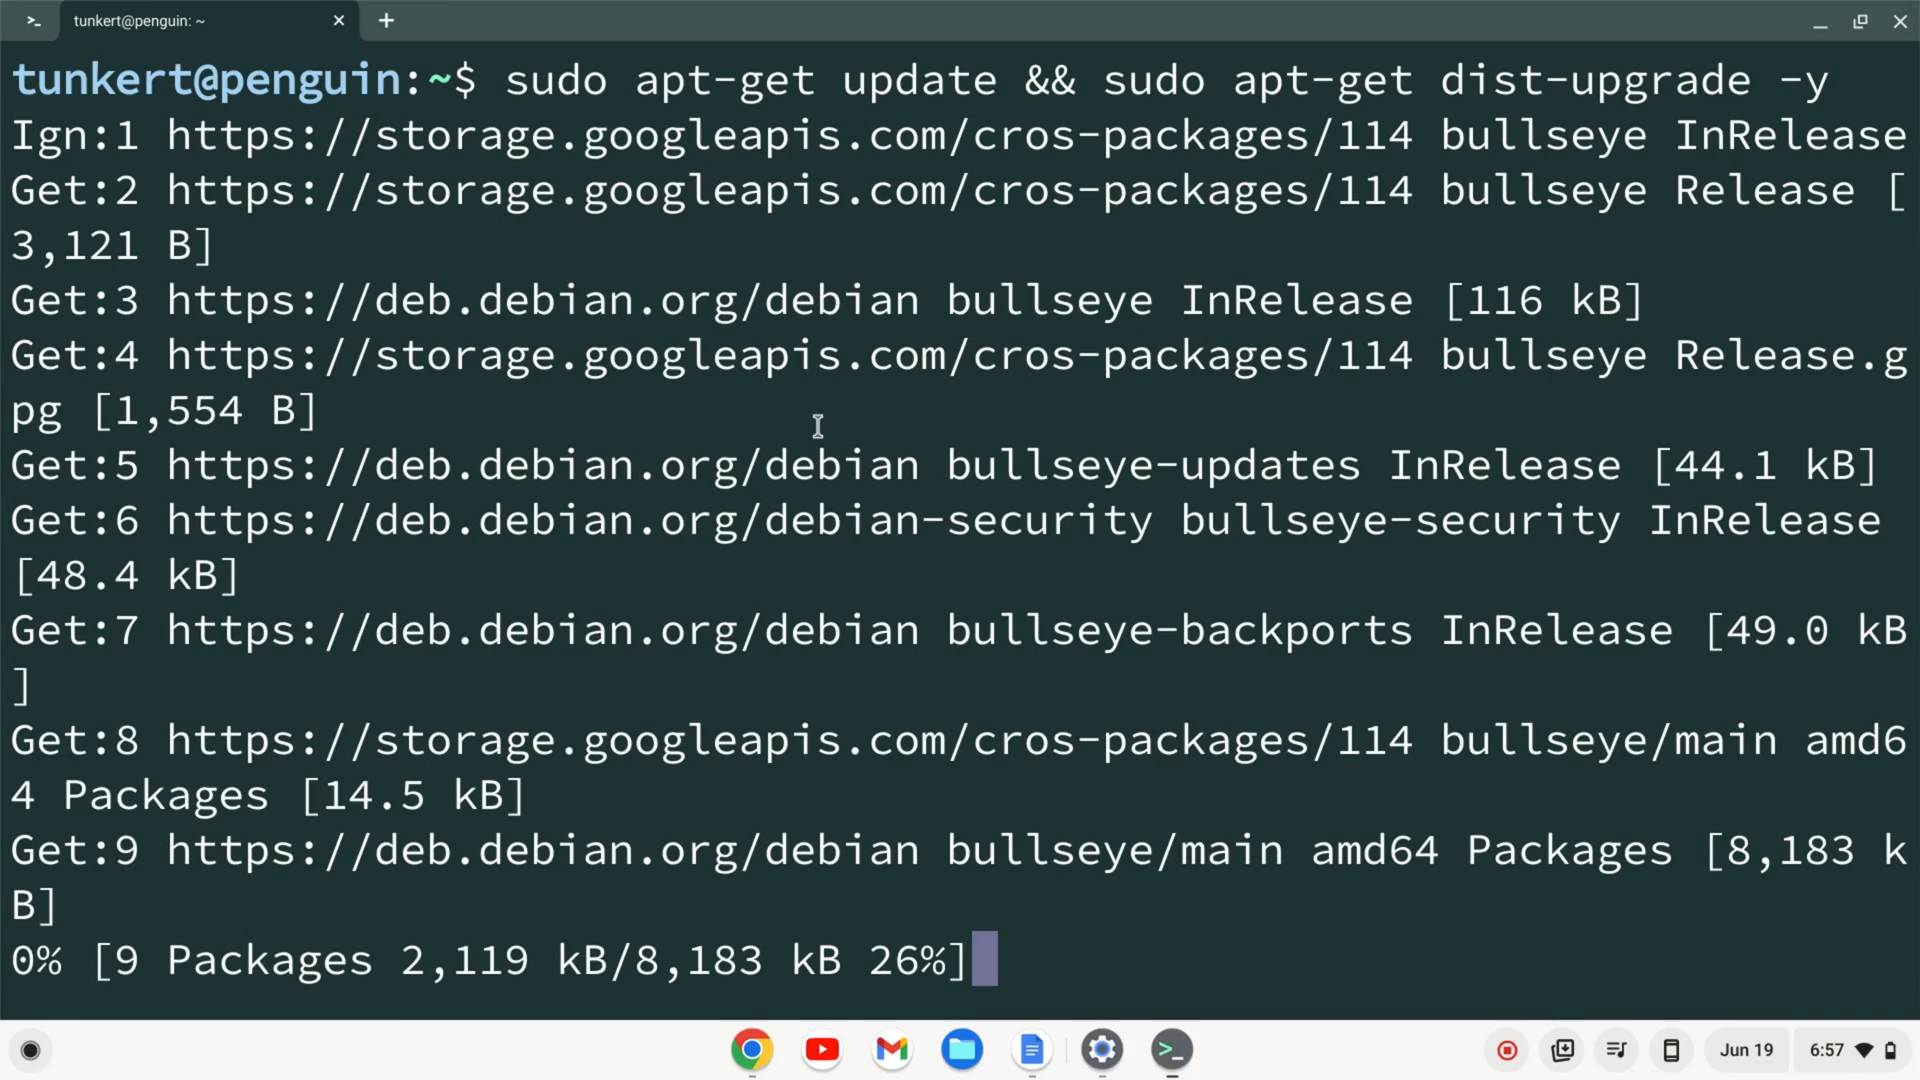 tunkert@penguin: ~
tunkert@penguin:~$ sudo apt-get update && sudo apt-get dist-upgrade -y
Ign:1 https://storage.googleapis.com/cros-packages/114 bullseye InRelease
Get:2 https://storage.googleapis.com/cros-packages/114 bullseye Release [
3,121 B]
Get:3 https://deb.debian.org/debian bullseye InRelease [116 kB]
Get:4 https://storage.googleapis.com/cros-packages/114 bullseye Release.g
pg [1,554 B]
Get:5 https://deb.debian.org/debian bullseye-updates InRelease [44.1 kB]
Get:6 https://deb.debian.org/debian-security bullseye-security InRelease
[48.4 kB]
Get:7 https://deb.debian.org/debian bullseye-backports InRelease [49.0 kB
]
Get:8 https://storage.googleapis.com/cros-packages/114 bullseye/main amd6
4 Packages [14.5 kB]
Get:9 https://deb.debian.org/debian bullseye/main amd64 Packages [8,183 k
B]
0% [9 Packages 2,119 kB/8,183 kB 26%]
Jun 19 6:57